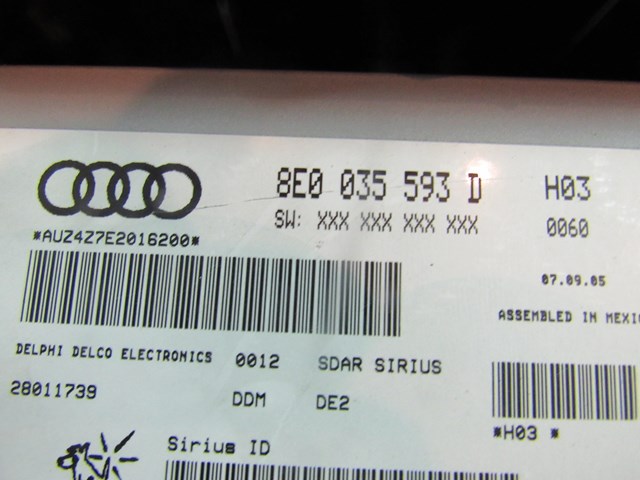 8E0 035 593 D H03
SW: XXX XXX XXX XXX 0060
*AUZ4Z7E2016200*
07.09.05
ASSEMBLED IN MEXI
DELPHI DELCO ELECTRONICS 0012 SDAR SIRIUS
28011739 DDM DE2
*H03 *
Sirius ID